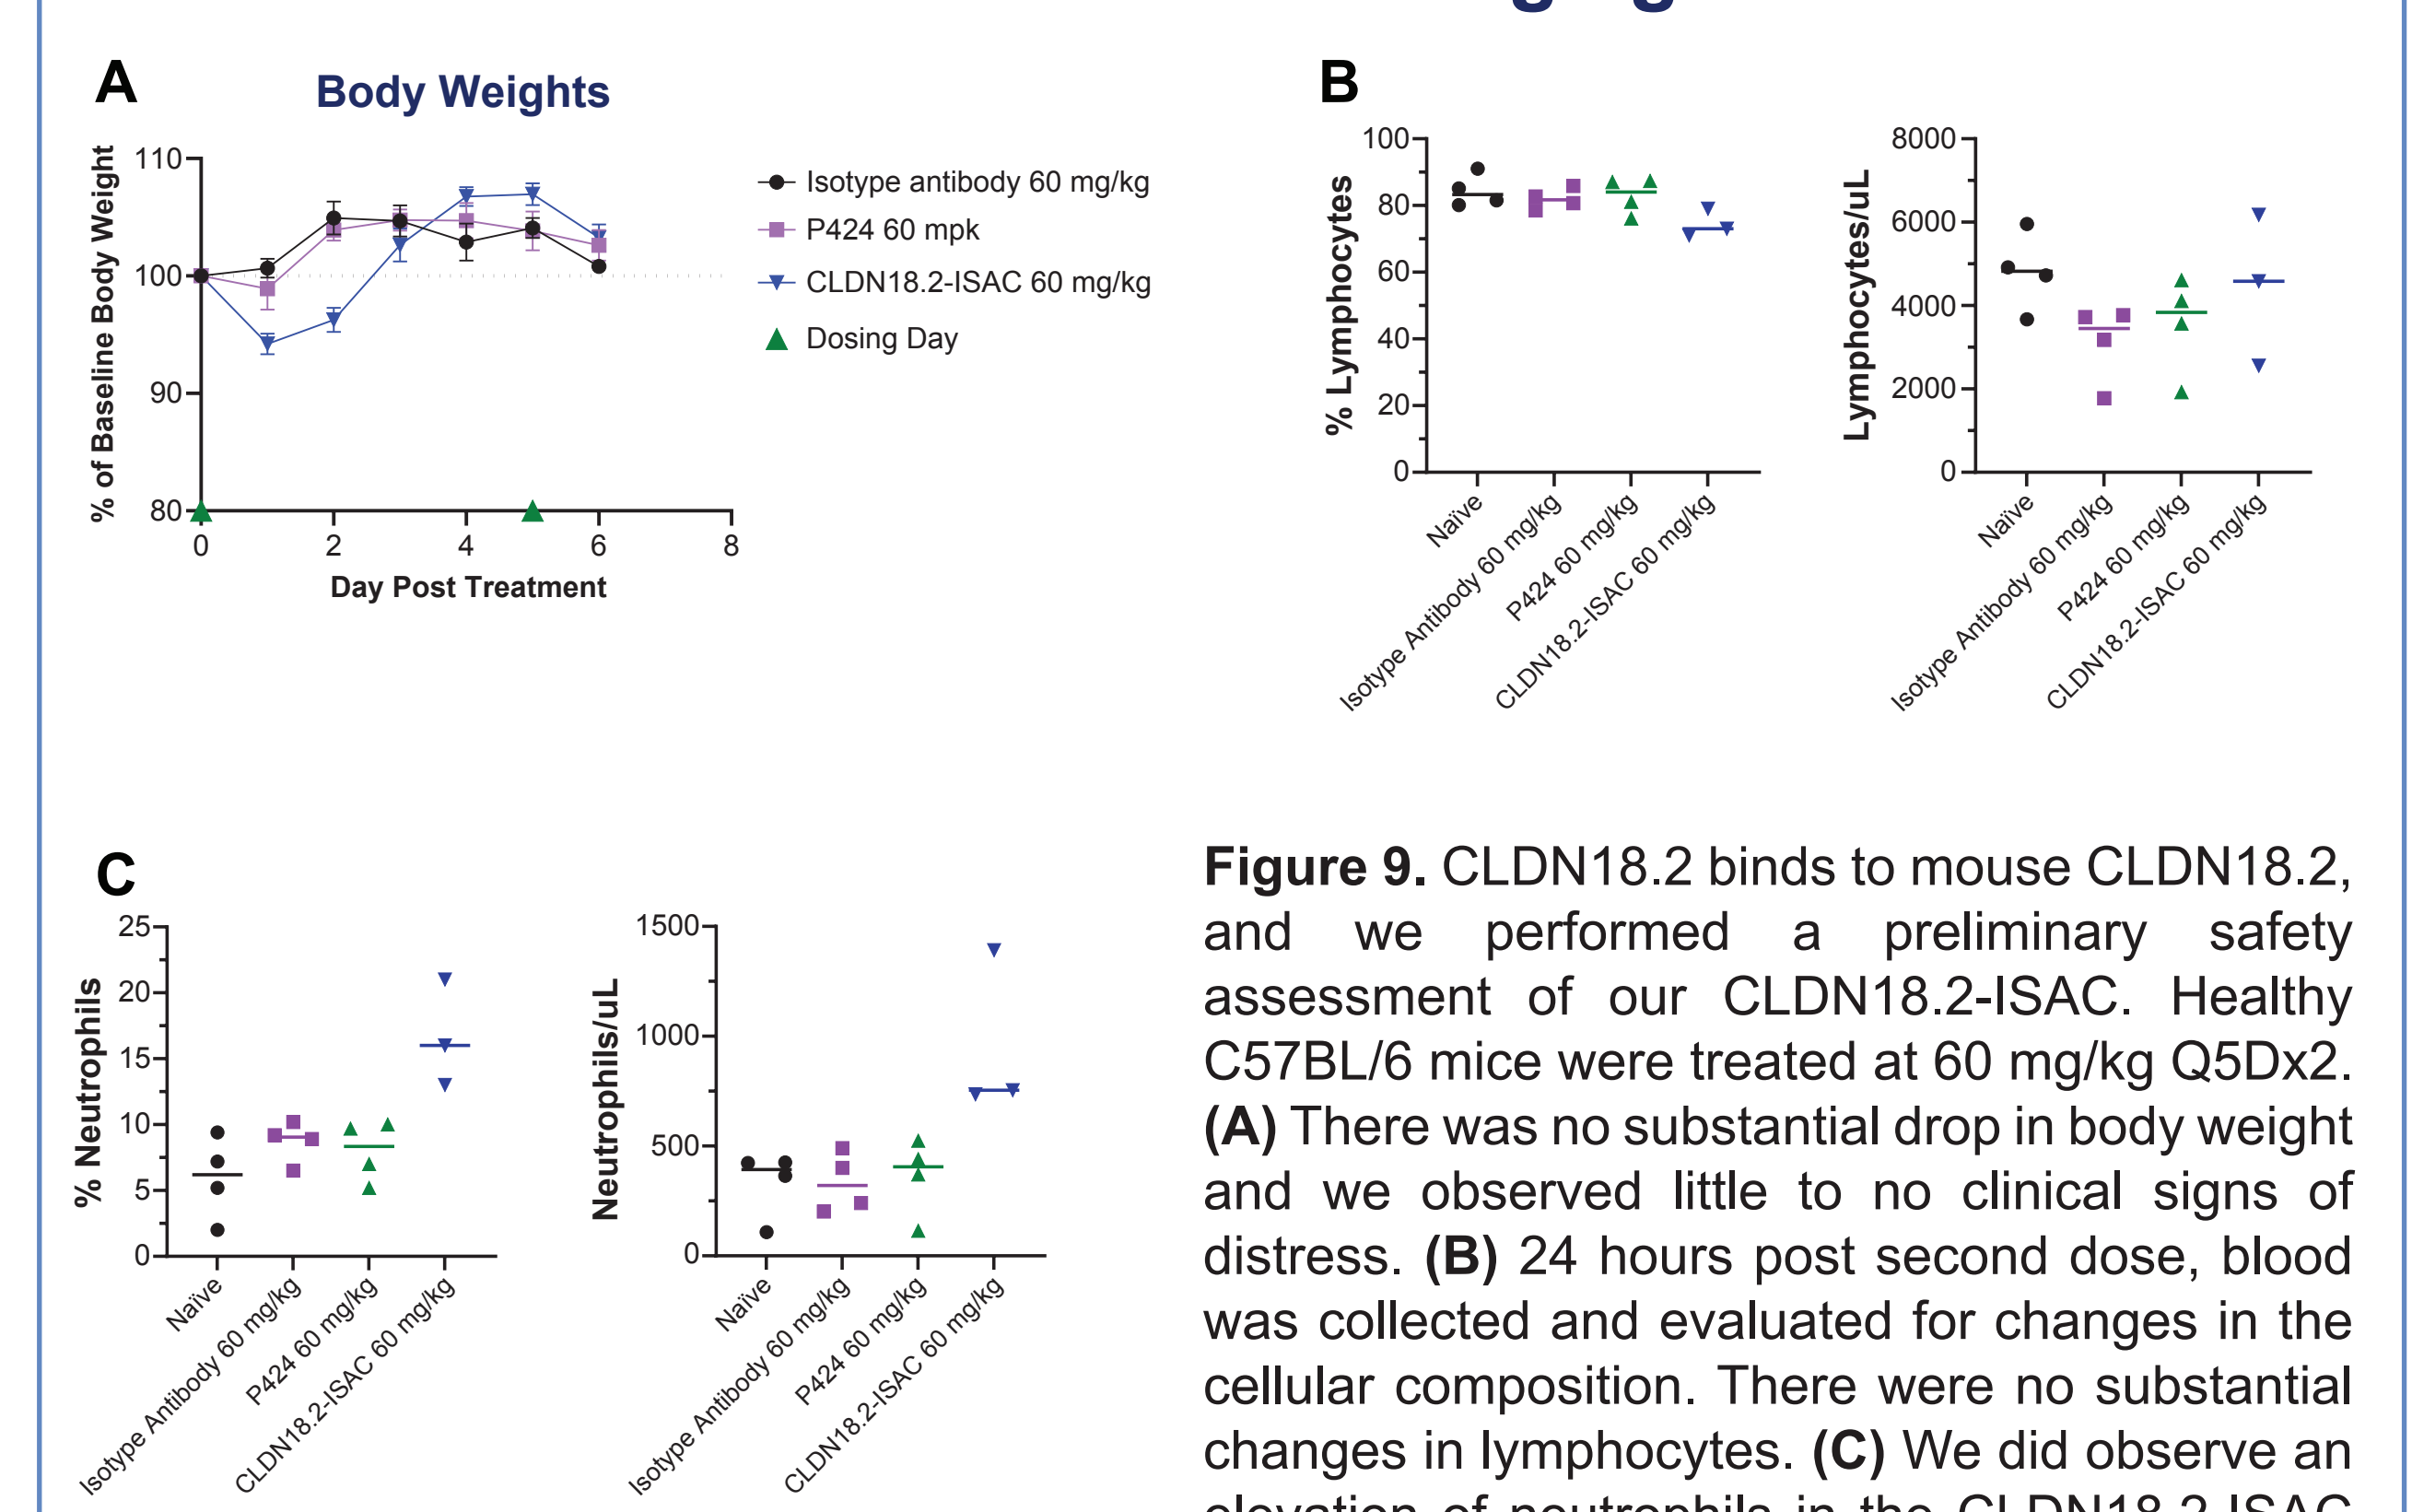 A
Body Weights
% of Baseline Body Weight
110
100
90
80
0
2
4
6
8
Day Post Treatment
Isotype antibody 60 mg/kg
P424 60 mpk
CLDN18.2-ISAC 60 mg/kg
Dosing Day
B
% Lymphocytes
100
80
60
40
20
0
Naïve
Isotype Antibody 60 mg/kg
P424 60 mg/kg
CLDN18.2-ISAC 60 mg/kg
Lymphocytes/uL
8000
6000
4000
2000
0
Naïve
Isotype Antibody 60 mg/kg
P424 60 mg/kg
CLDN18.2-ISAC 60 mg/kg
C
% Neutrophils
25
20
15
10
5
0
Naïve
Isotype Antibody 60 mg/kg
P424 60 mg/kg
CLDN18.2-ISAC 60 mg/kg
Neutrophils/uL
1500
1000
500
0
Naïve
Isotype Antibody 60 mg/kg
P424 60 mg/kg
CLDN18.2-ISAC 60 mg/kg
Figure 9. CLDN18.2 binds to mouse CLDN18.2,
and we performed a preliminary safety
assessment of our CLDN18.2-ISAC. Healthy
C57BL/6 mice were treated at 60 mg/kg Q5Dx2.
(A) There was no substantial drop in body weight
and we observed little to no clinical signs of
distress. (B) 24 hours post second dose, blood
was collected and evaluated for changes in the
cellular composition. There were no substantial
changes in lymphocytes. (C) We did observe an
elevation of neutrophils in the CLDN18.2-ISAC